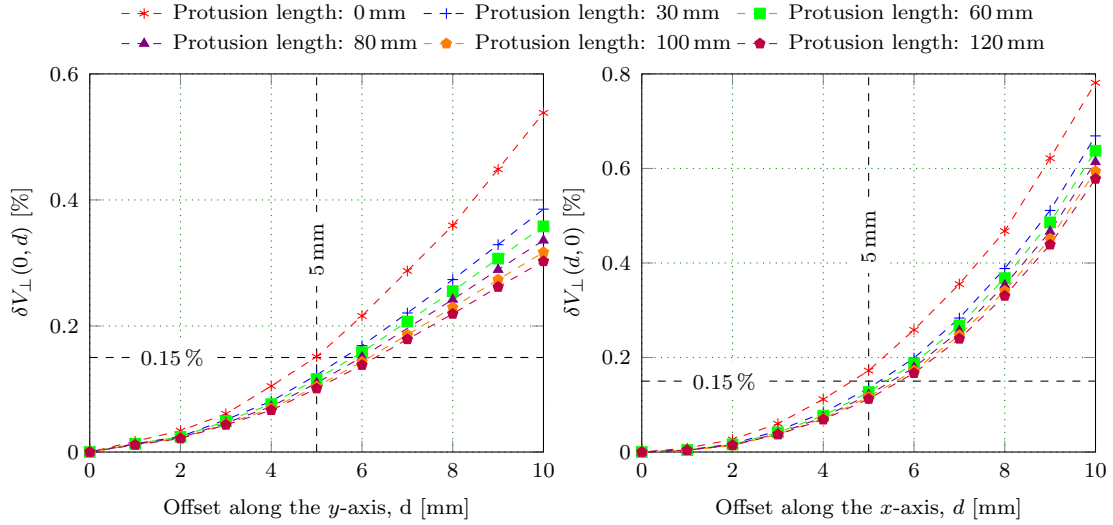 Protusion length: 0 mm Protusion length: 30 mm Protusion length: 60 mm
Protusion length: 80 mm Protusion length: 100 mm Protusion length: 120 mm
0.6
0.4
0.2
0
δV⊥(0, d) [%]
5 mm
0.15 %
0 2 4 6 8 10
Offset along the y-axis, d [mm]
0.8
0.6
0.4
0.2
0
δV⊥(d, 0) [%]
5 mm
0.15 %
0 2 4 6 8 10
Offset along the x-axis, d [mm]